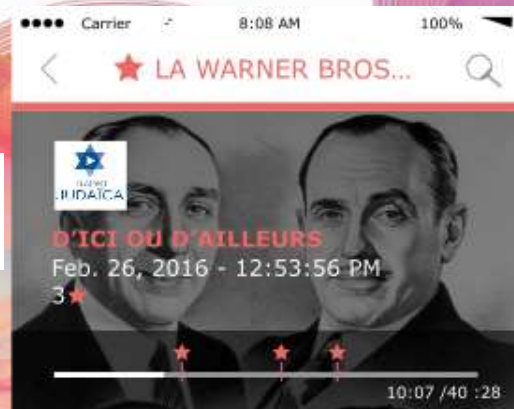 Carrier 8:08 AM 100%
★ LA WARNER BROS...
JUDAÏCA
D'ICI OU D'AILLEURS
Feb. 26, 2016 - 12:53:56 PM
3★
10:07 /40 :28